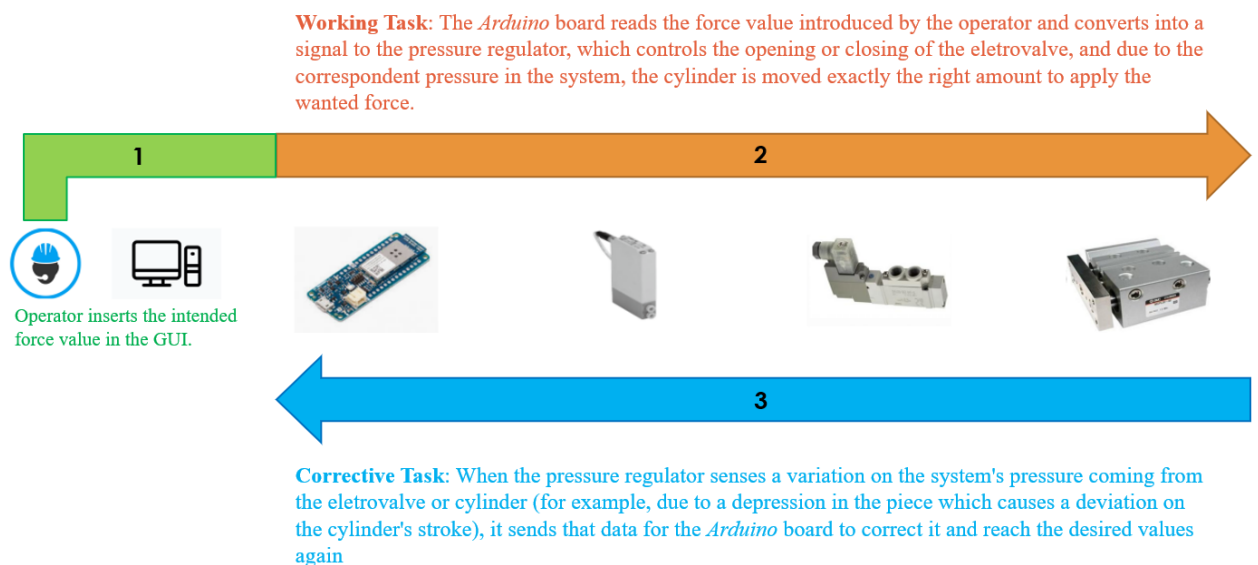 Working Task: The Arduino board reads the force value introduced by the operator and converts into a
signal to the pressure regulator, which controls the opening or closing of the eletrovalve, and due to the
correspondent pressure in the system, the cylinder is moved exactly the right amount to apply the
wanted force.
1
2
Operator inserts the intended
force value in the GUI.
3
Corrective Task: When the pressure regulator senses a variation on the system's pressure coming from
the eletrovalve or cylinder (for example, due to a depression in the piece which causes a deviation on
the cylinder's stroke), it sends that data for the Arduino board to correct it and reach the desired values
again